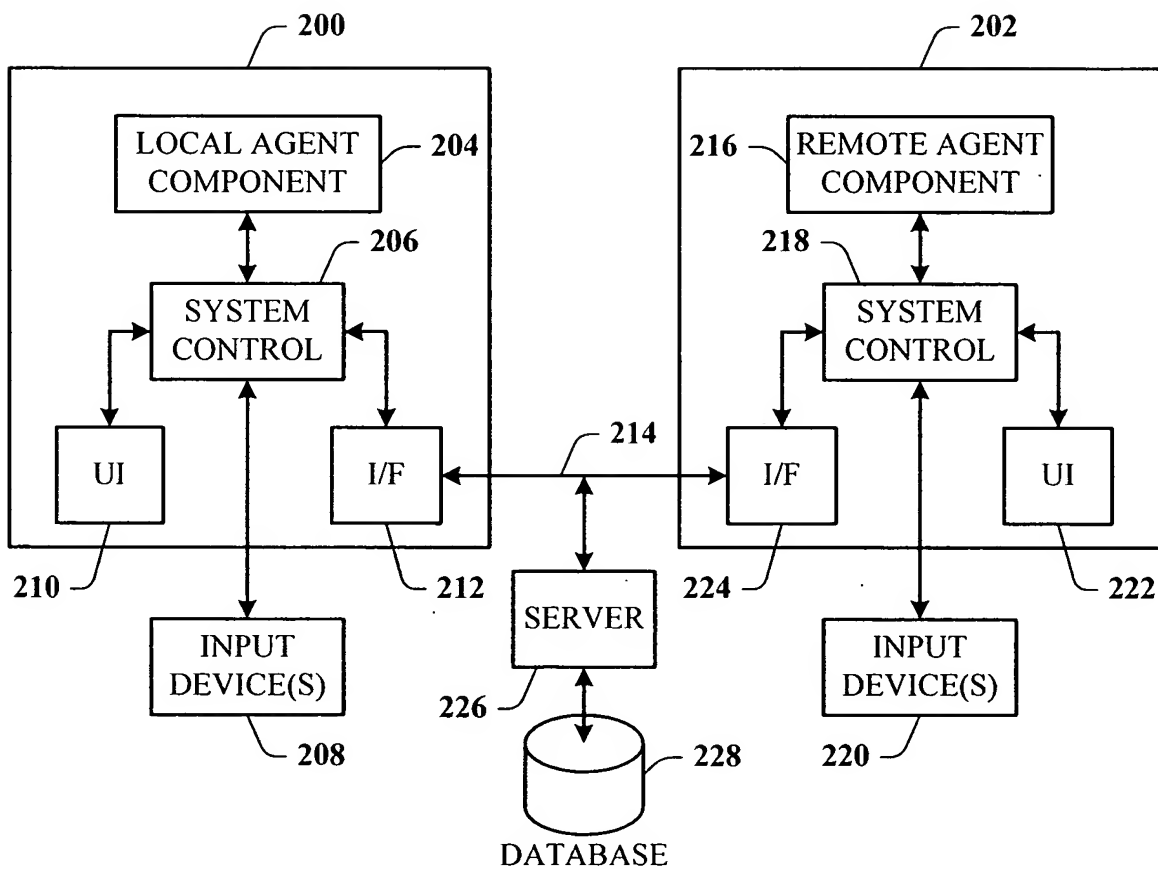 200
202
LOCAL AGENT
COMPONENT
204
216
REMOTE AGENT
COMPONENT
206
218
SYSTEM
CONTROL
SYSTEM
CONTROL
214
UI
I/F
I/F
UI
210
212
224
222
SERVER
226
INPUT
DEVICE(S)
INPUT
DEVICE(S)
208
228
220
DATABASE